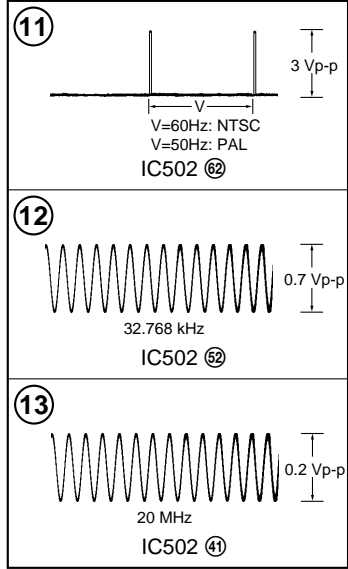 ⑪
3 Vp-p
V
V=60Hz: NTSC
V=50Hz: PAL
IC502 ㉒
⑫
0.7 Vp-p
32.768 kHz
IC502 52
⑬
0.2 Vp-p
20 MHz
IC502 41